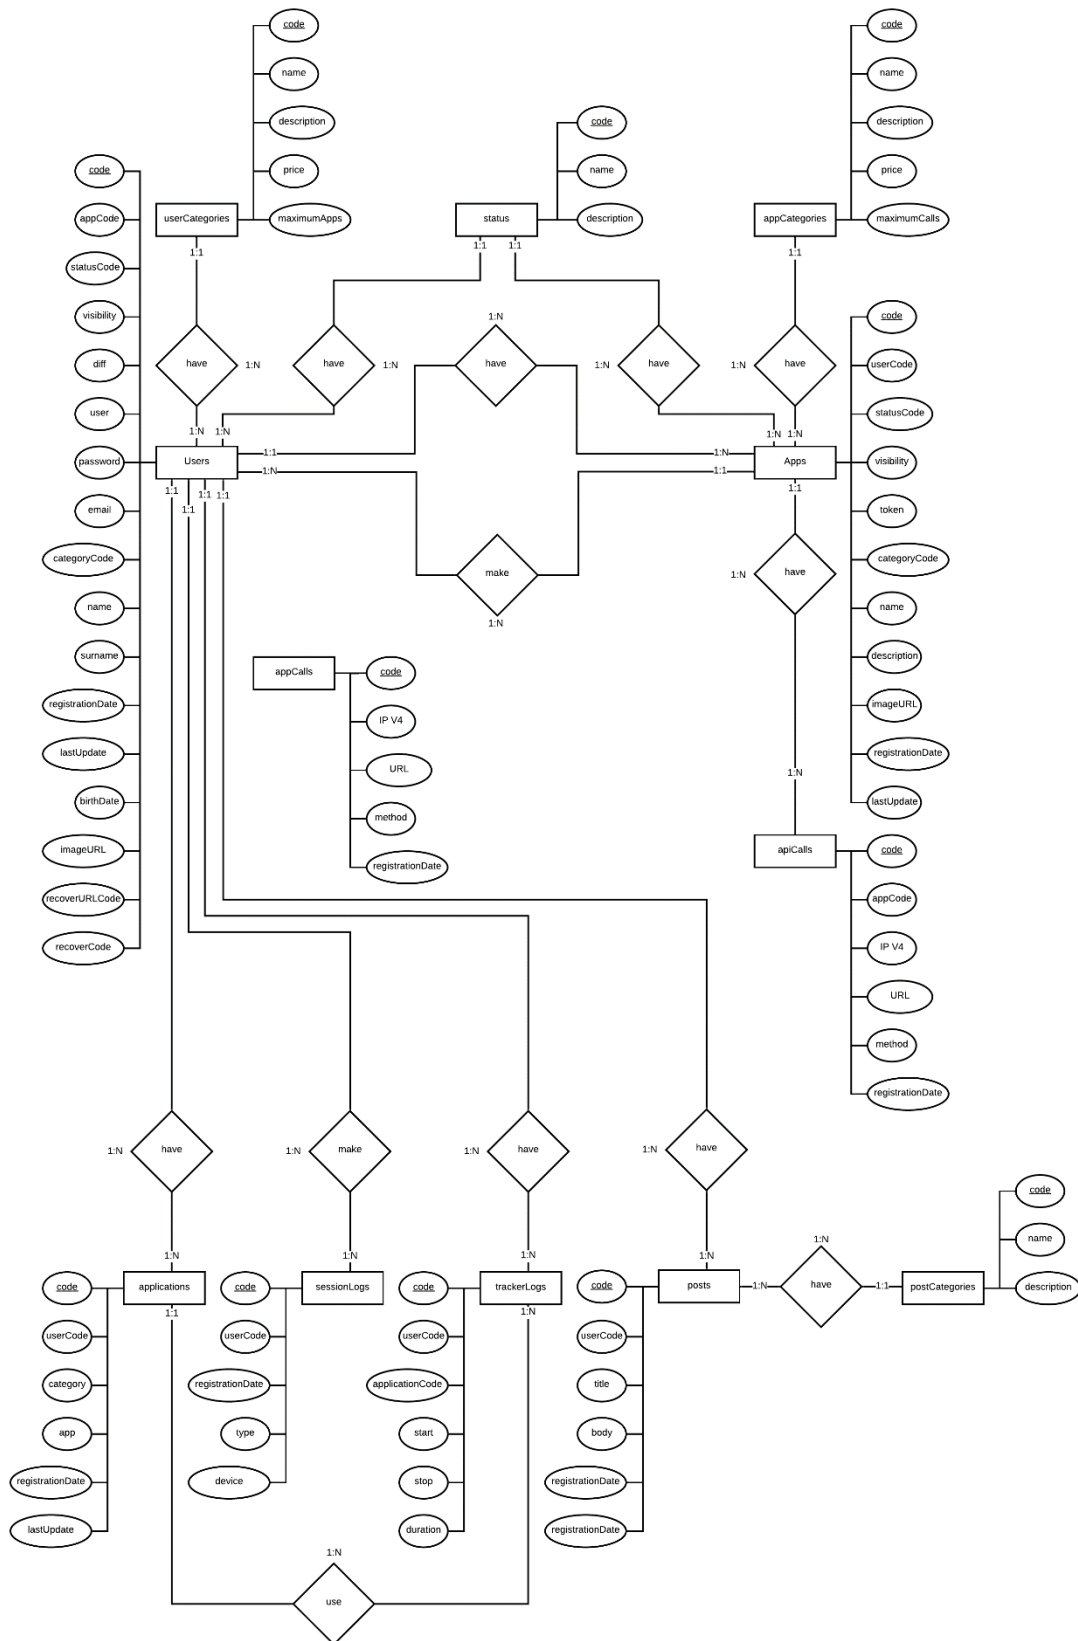 code
name
description
price
userCategories
maximumApps
code
name
status
description
code
name
description
price
appCategories
maximumCalls
1:1
1:1
1:1
1:1
have
1:N
have
1:N
1:N
have
1:N
have
1:N
have
1:N
1:N
1:N
1:N
code
appCode
statusCode
visibility
diff
user
password
email
categoryCode
name
surname
registrationDate
lastUpdate
birthDate
imageURL
recoverURLCode
recoverCode
Users
1:1
1:N
1:N
1:1
Apps
1:1
1:1
1:1
1:1
1:1
make
1:N
1:N
have
1:N
code
userCode
statusCode
visibility
token
categoryCode
name
description
imageURL
registrationDate
lastUpdate
appCalls
code
IP V4
URL
method
registrationDate
apiCalls
code
appCode
IP V4
URL
method
registrationDate
1:N
have
1:N
make
1:N
have
1:N
have
1:N
1:N
1:N
1:N
code
applications
1:1
userCode
category
app
registrationDate
lastUpdate
code
sessionLogs
userCode
registrationDate
type
device
code
trackerLogs
1:N
userCode
applicationCode
start
stop
duration
code
posts
userCode
title
body
registrationDate
registrationDate
1:N
1:N
have
1:1
postCategories
code
name
description
1:N
use